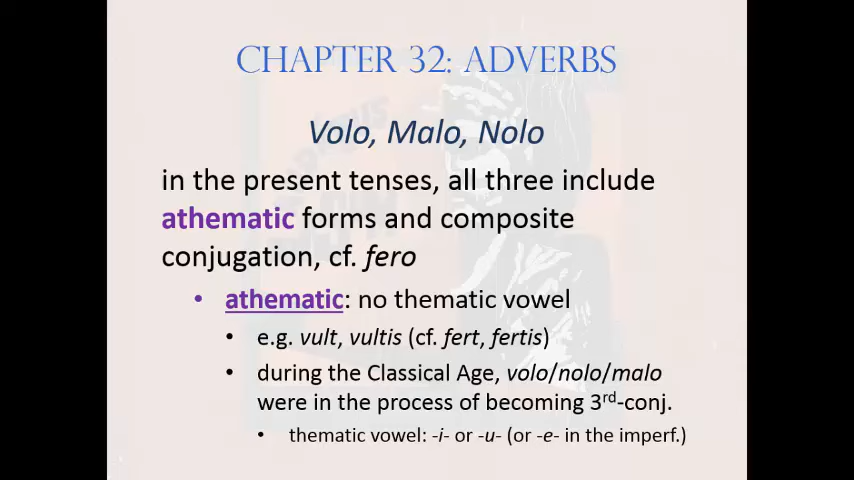 CHAPTER 32: ADVERBS
Volo, Malo, Nolo
in the present tenses, all three include
athematic forms and composite
conjugation, cf. fero
• athematic: no thematic vowel
• e.g. vult, vultis (cf. fert, fertis)
• during the Classical Age, volo/nolo/malo
were in the process of becoming 3rd-conj.
• thematic vowel: -i- or -u- (or -e- in the imperf.)